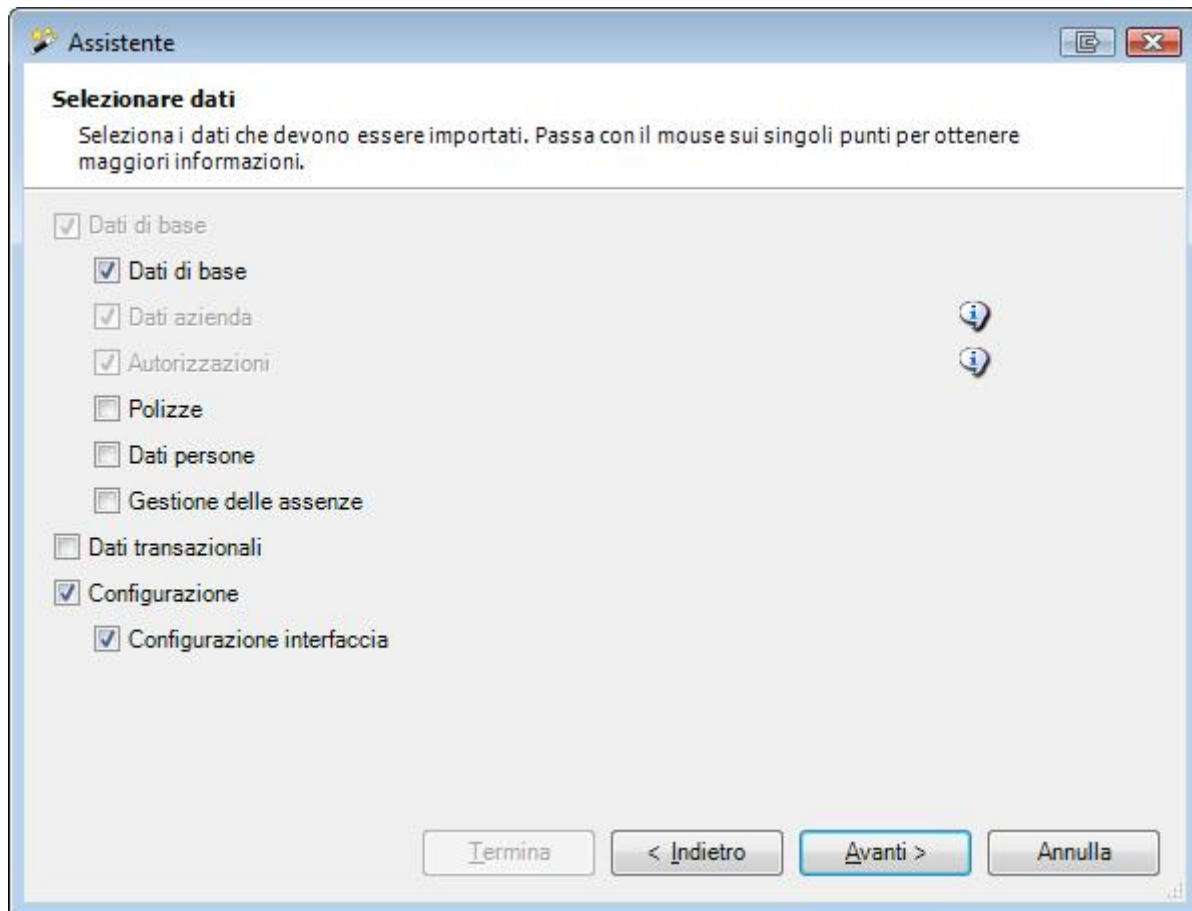 Assistente
Selezionare dati
Seleziona i dati che devono essere importati. Passa con il mouse sui singoli punti per ottenere
maggiori informazioni.
Dati di base
Dati di base
Dati azienda
Autorizzazioni
Polizze
Dati persone
Gestione delle assenze
Dati transazionali
Configurazione
Configurazione interfaccia
Termina
< Indietro
Avanti >
Annulla